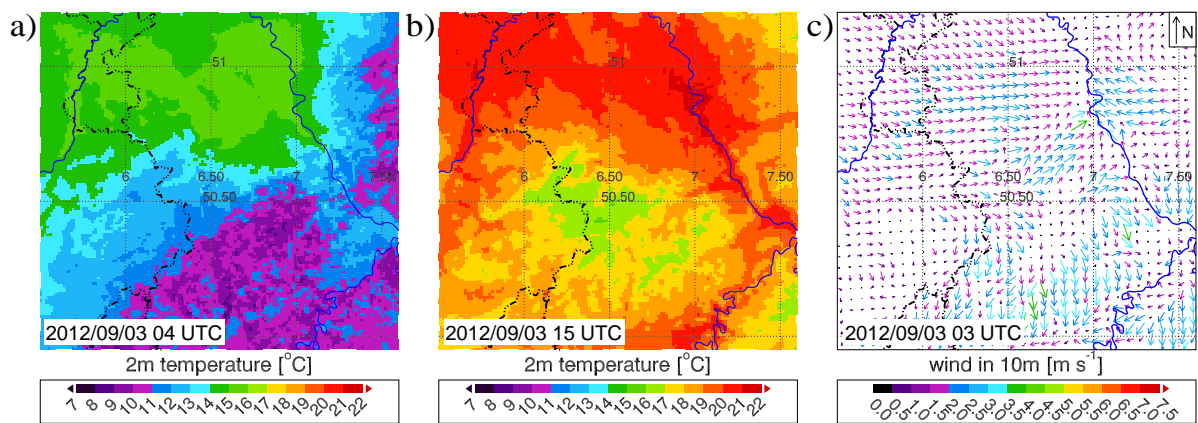 a)
51
6 6.50 7 7.50
50.50
2012/09/03 04 UTC
2m temperature [°C]
7 8 9 10 11 12 13 14 15 16 17 18 19 20 21 22
b)
51
6 6.50 7 7.50
50.50
2012/09/03 15 UTC
2m temperature [°C]
7 8 9 10 11 12 13 14 15 16 17 18 19 20 21 22
c)
N
51
6 6.50 7 7.50
50.50
2012/09/03 03 UTC
wind in 10m [m s⁻¹]
0.0 0.5 1.0 1.5 2.0 2.5 3.0 3.5 4.0 4.5 5.0 5.5 6.0 6.5 7.0 7.5